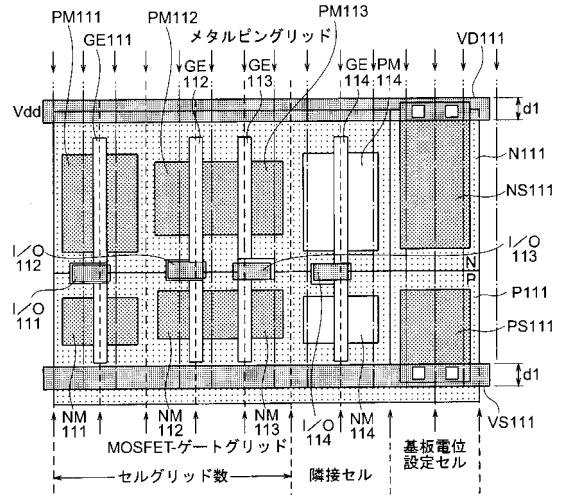 PM111
GE111
PM112
メタルピングリッド
PM113
GE
112
GE
113
GE
114
PM
114
VD111
Vdd
d1
N111
NS111
I/O
112
I/O
113
N
P
I/O
111
P111
PS111
d1
VS111
NM
111
NM
112
NM
113
I/O
114
NM
114
MOSFET-ゲートグリッド
セルグリッド数
隣接セル
基板電位
設定セル